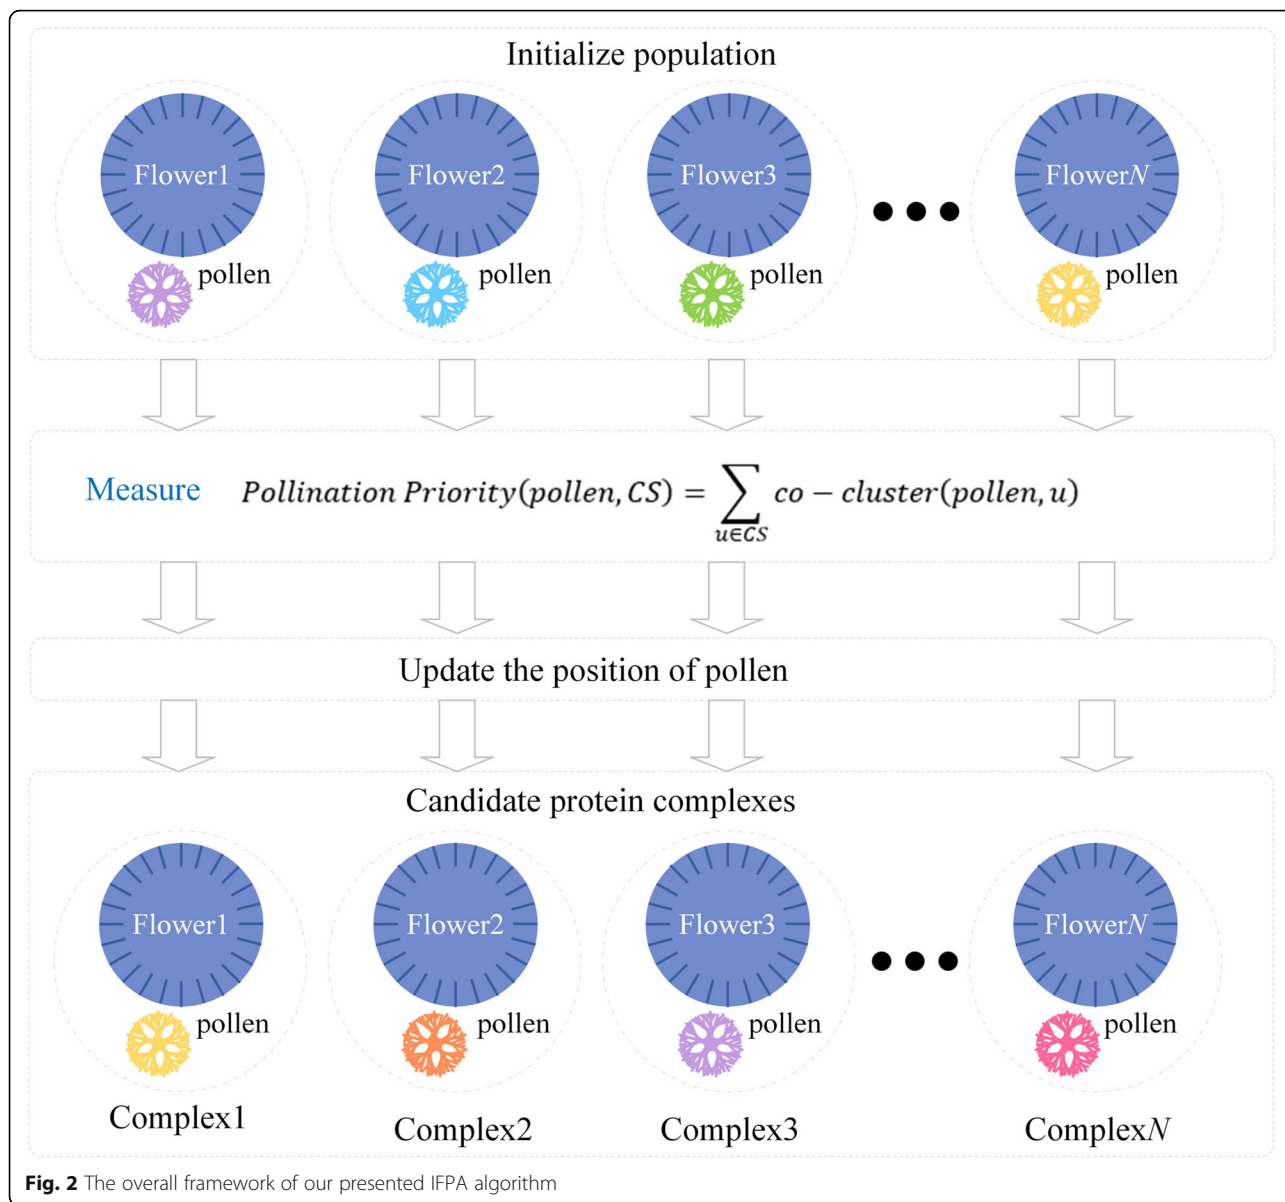 Initialize population
Flower1 Flower2 Flower3 FlowerN
pollen pollen pollen pollen
Measure Pollination Priority(pollen, CS) = ∑ co − cluster(pollen, u)
u∈CS
Update the position of pollen
Candidate protein complexes
Flower1 Flower2 Flower3 FlowerN
pollen pollen pollen pollen
Complex1 Complex2 Complex3 ComplexN
Fig. 2 The overall framework of our presented IFPA algorithm